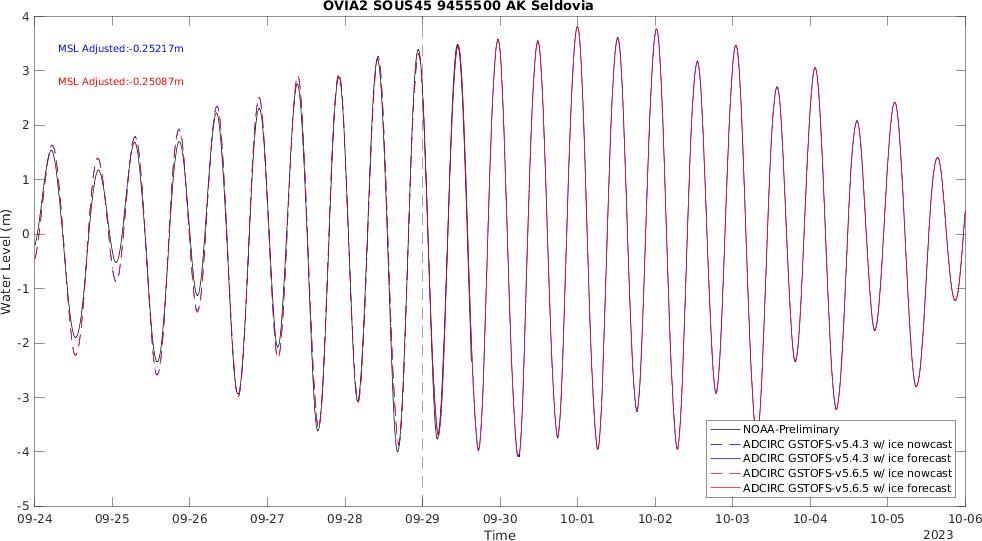 OVIA2 SOUS45 9455500 AK Seldovia
MSL Adjusted:-0.25217m
MSL Adjusted:-0.25087m
Water Level (m)
4
3
2
1
0
-1
-2
-3
-4
-5
NOAA-Preliminary
ADCIRC GSTOFS-v5.4.3 w/ ice nowcast
ADCIRC GSTOFS-v5.4.3 w/ ice forecast
ADCIRC GSTOFS-v5.6.5 w/ ice nowcast
ADCIRC GSTOFS-v5.6.5 w/ ice forecast
09-24 09-25 09-26 09-27 09-28 09-29 09-30 10-01 10-02 10-03 10-04 10-05 10-06
Time
2023